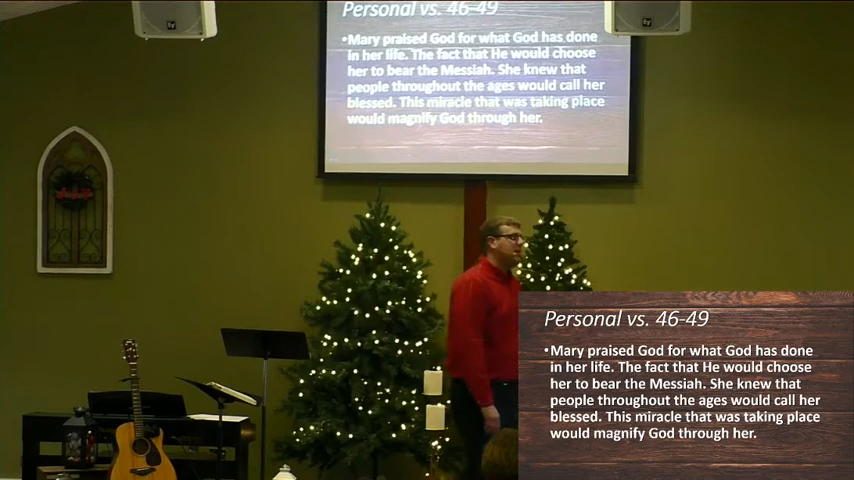 Personal vs. 46-49
•Mary praised God for what God has done
in her life. The fact that He would choose
her to bear the Messiah. She knew that
people throughout the ages would call her
blessed. This miracle that was taking place
would magnify God through her.
Personal vs. 46-49
•Mary praised God for what God has done
in her life. The fact that He would choose
her to bear the Messiah. She knew that
people throughout the ages would call her
blessed. This miracle that was taking place
would magnify God through her.